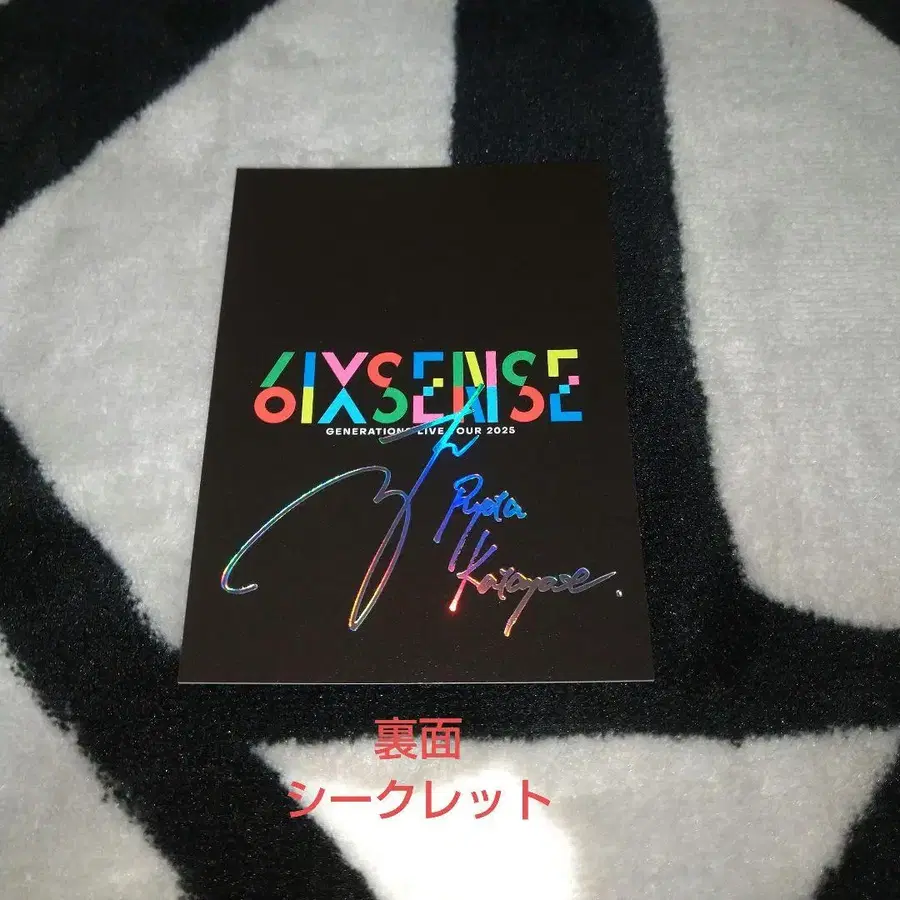 6IXSENSE
GENERATIONS LIVE TOUR 2025
Ryota
Katayose.
裏面
シークレット